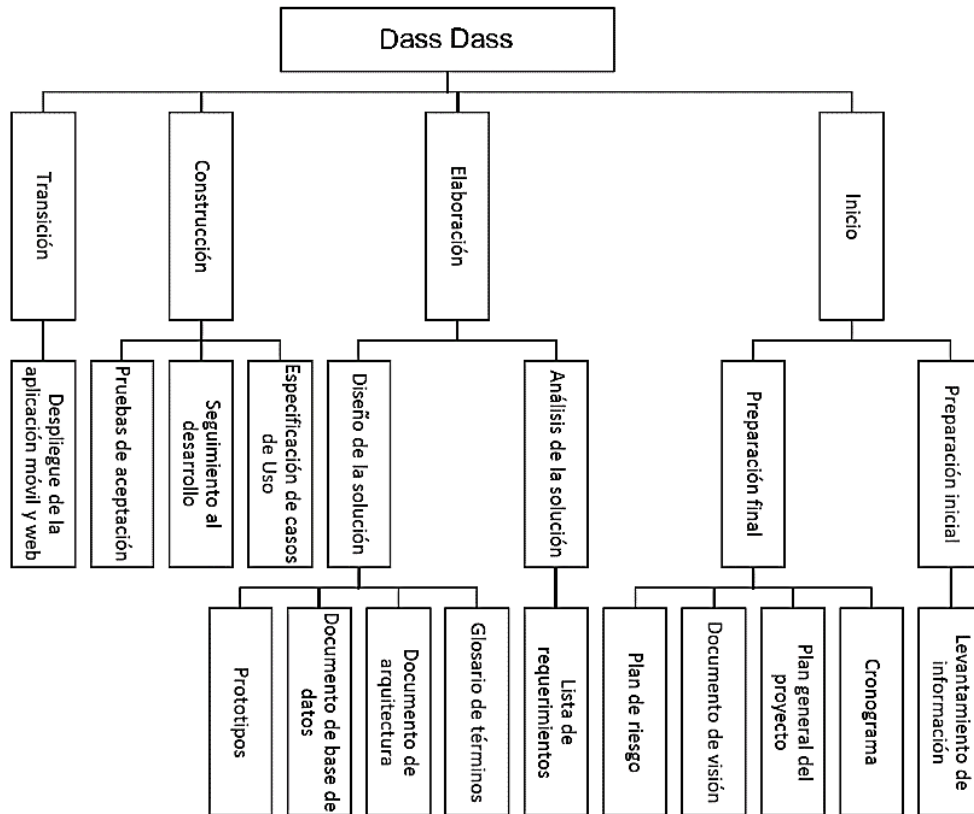 Dass Dass
Transición
Construcción
Elaboración
Inicio
Despliegue de la
aplicación móvil y web
Pruebas de aceptación
Seguimiento al
desarrollo
Especificación de casos
de Uso
Diseño de la solución
Análisis de la solución
Preparación final
Preparación inicial
Prototipos
Documento de base de
datos
Documento de
arquitectura
Glosario de términos
Lista de
requerimientos
Plan de riesgo
Documento de visión
Plan general del
proyecto
Cronograma
Levantamiento de
información